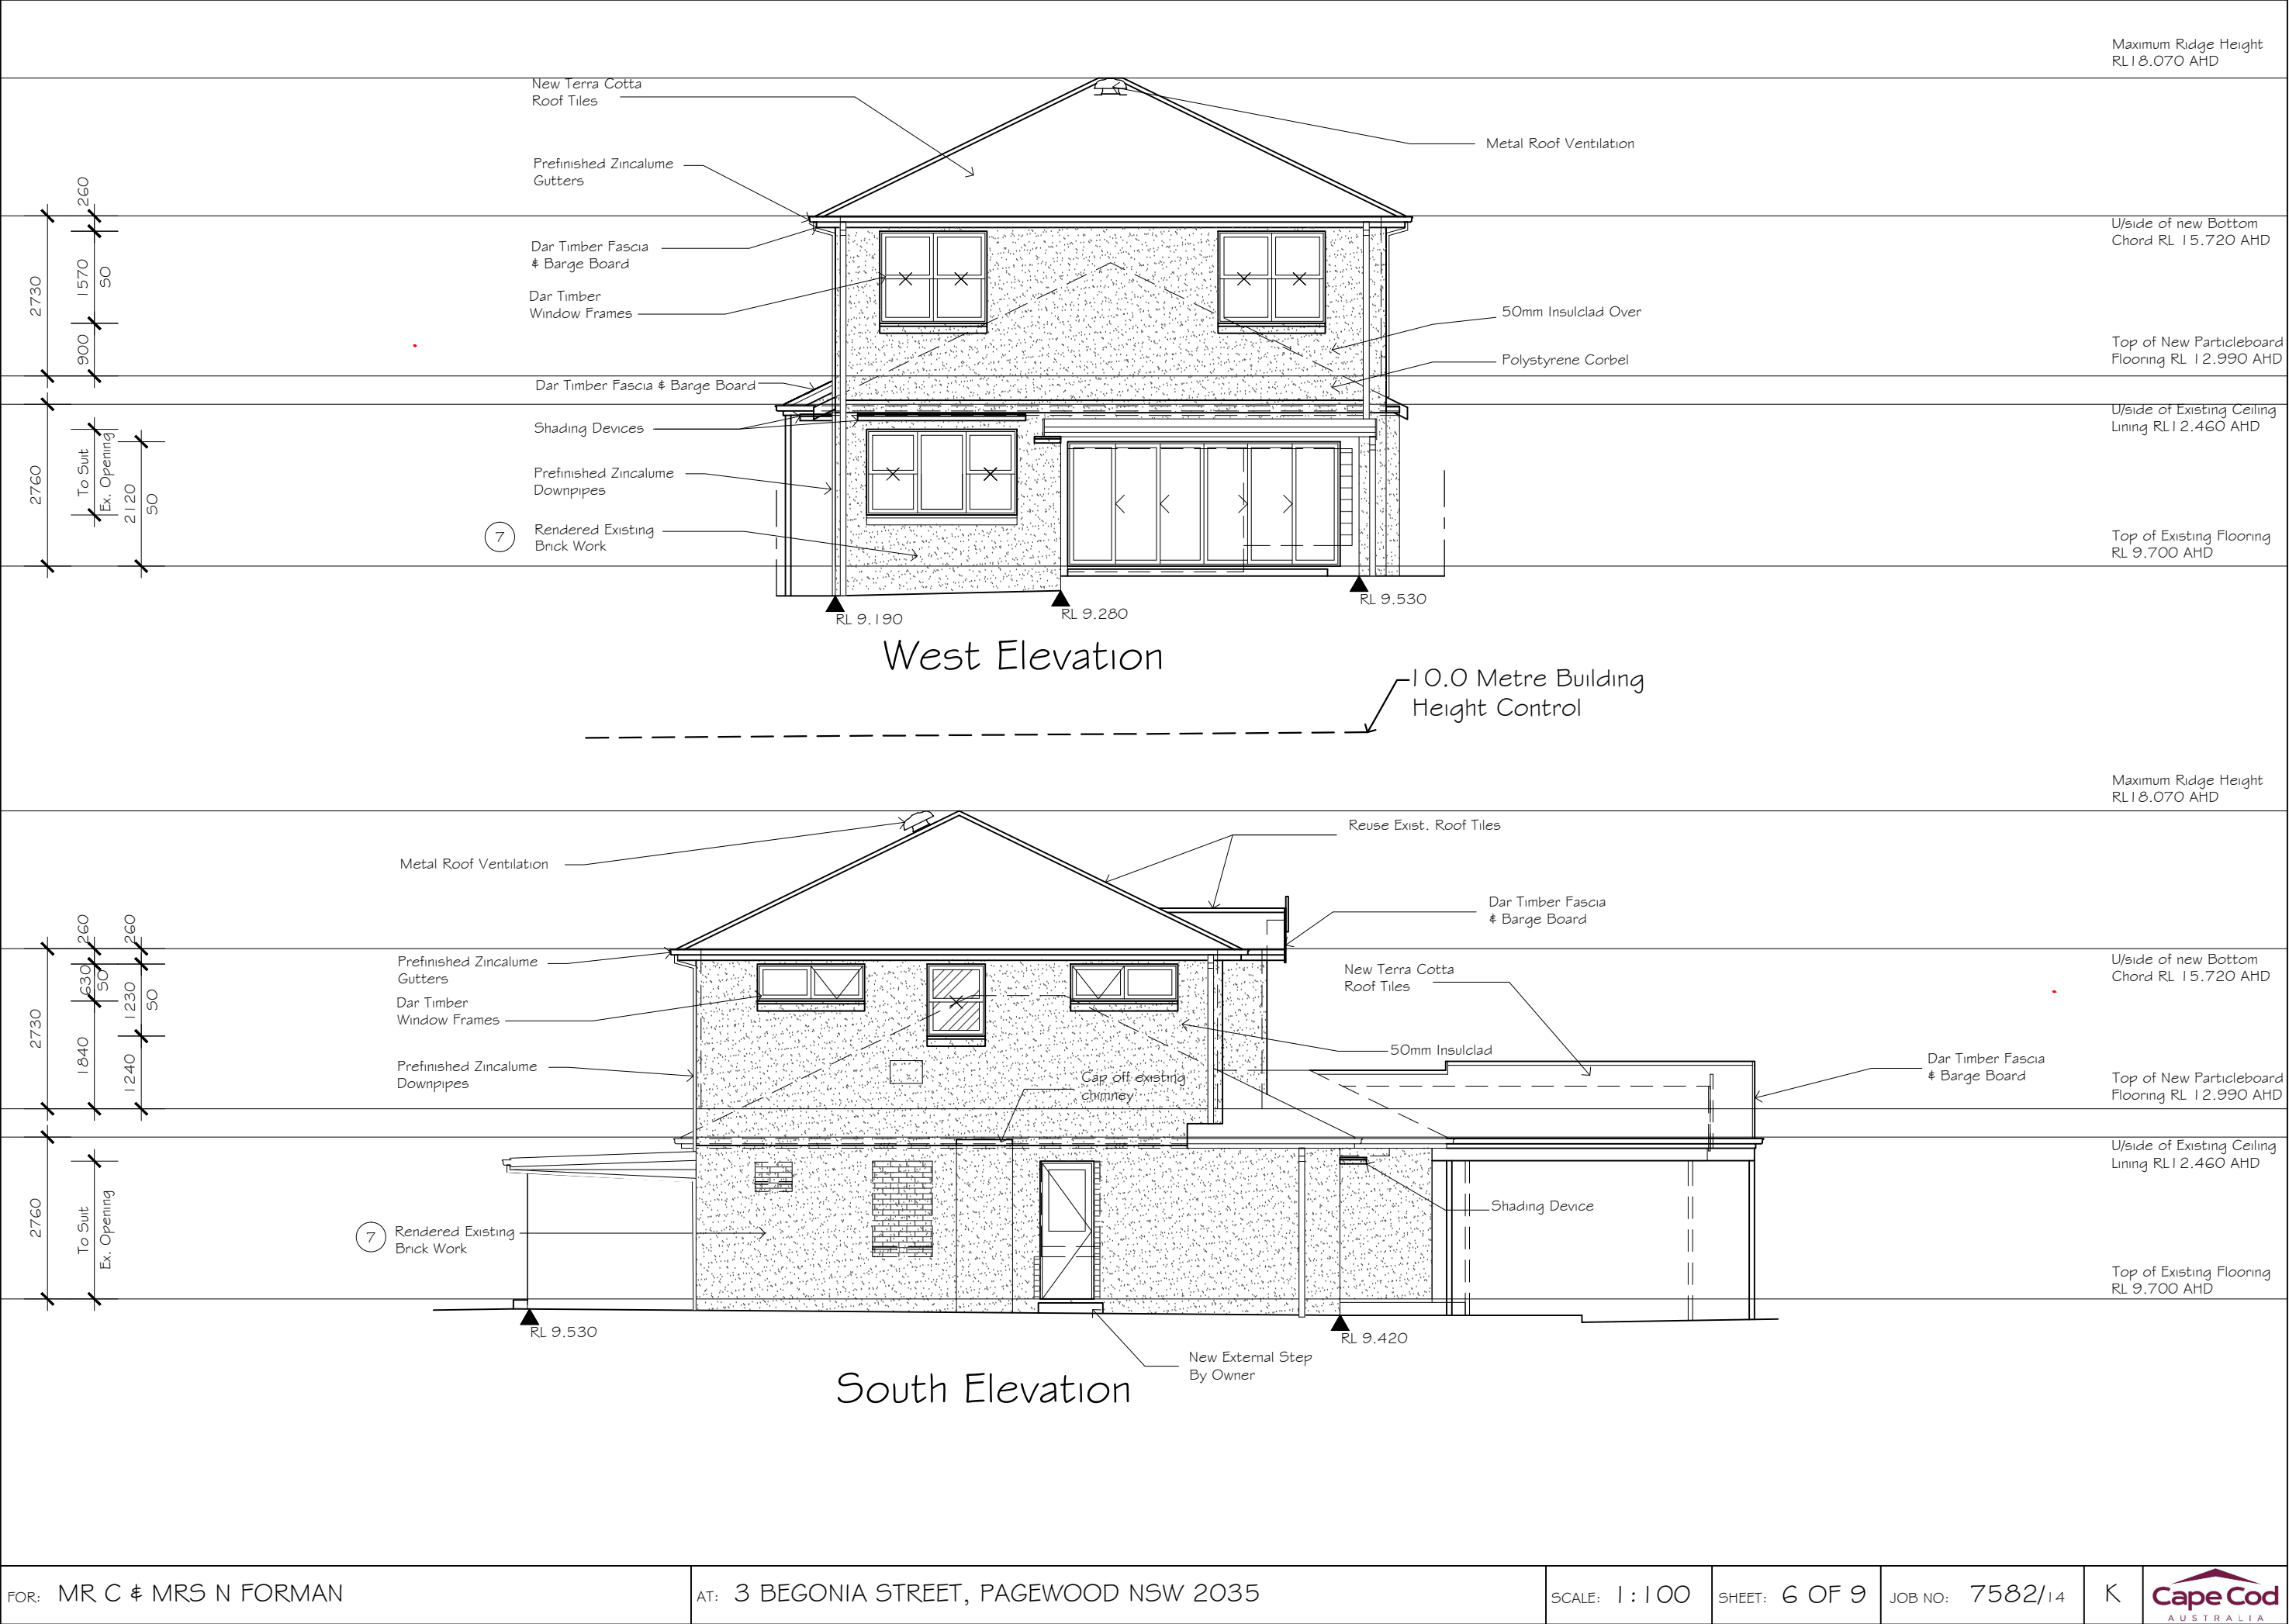 Maximum Ridge Height
RL18.070 AHD
New Terra Cotta
Roof Tiles
Metal Roof Ventilation
Prefinished Zincalume
Gutters
260
U/side of new Bottom
Chord RL 15.720 AHD
Dar Timber Fascia
& Barge Board
2730
1570
50
Dar Timber
Window Frames
50mm Insulclad Over
900
Top of New Particleboard
Flooring RL 12.990 AHD
Polystyrene Corbel
Dar Timber Fascia & Barge Board
U/side of Existing Ceiling
Lining RL12.460 AHD
Shading Devices
2760
To Suit
Ex. Opening
2120
50
Prefinished Zincalume
Downpipes
7
Rendered Existing
Brick Work
Top of Existing Flooring
RL 9.700 AHD
RL 9.190
RL 9.280
RL 9.530
West Elevation
10.0 Metre Building
Height Control
Maximum Ridge Height
RL18.070 AHD
Reuse Exist. Roof Tiles
Metal Roof Ventilation
Dar Timber Fascia
& Barge Board
260
260
Prefinished Zincalume
Gutters
U/side of new Bottom
Chord RL 15.720 AHD
New Terra Cotta
Roof Tiles
2730
630
50
1230
50
Dar Timber
Window Frames
50mm Insulclad
1840
1240
Prefinished Zincalume
Downpipes
Cap off existing
chimney
Dar Timber Fascia
& Barge Board
Top of New Particleboard
Flooring RL 12.990 AHD
U/side of Existing Ceiling
Lining RL12.460 AHD
2760
To Suit
Ex. Opening
Shading Device
7
Rendered Existing
Brick Work
Top of Existing Flooring
RL 9.700 AHD
RL 9.530
RL 9.420
New External Step
By Owner
South Elevation
FOR: MR C & MRS N FORMAN
AT: 3 BEGONIA STREET, PAGEWOOD NSW 2035
SCALE: 1:100
SHEET: 6 OF 9
JOB NO: 7582/14
K
Cape Cod
AUSTRALIA